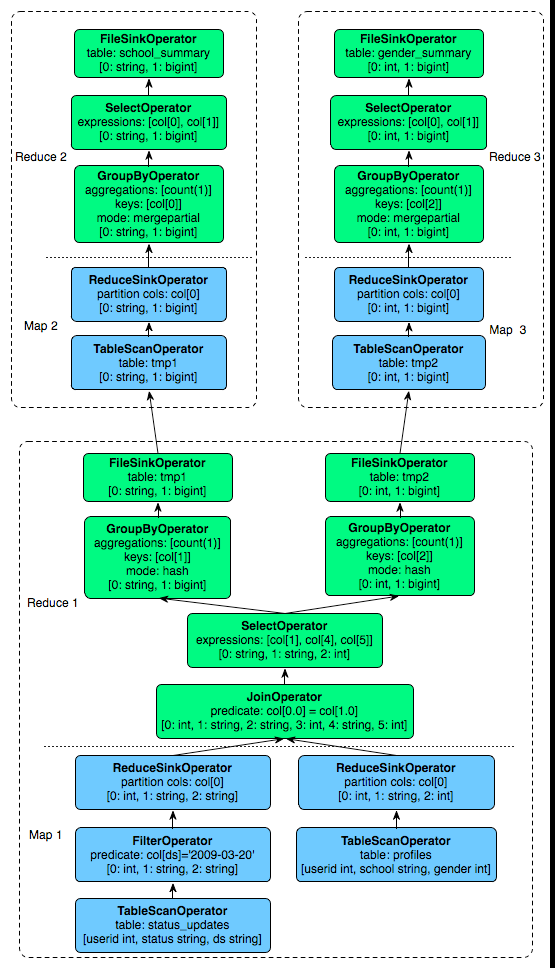 FileSinkOperator
table: school_summary
[0: string, 1: bigint]
SelectOperator
expressions: [col[0], col[1]]
[0: string, 1: bigint]
Reduce 2
GroupByOperator
aggregations: [count(1)]
keys: [col[0]]
mode: mergepartial
[0: string, 1: bigint]
ReduceSinkOperator
partition cols: col[0]
[0: string, 1: bigint]
Map 2
TableScanOperator
table: tmp1
[0: string, 1: bigint]
FileSinkOperator
table: gender_summary
[0: int, 1: bigint]
SelectOperator
expressions: [col[0], col[1]]
[0: int, 1: bigint]
Reduce 3
GroupByOperator
aggregations: [count(1)]
keys: [col[2]]
mode: mergepartial
[0: int, 1: bigint]
ReduceSinkOperator
partition cols: col[0]
[0: int, 1: bigint]
Map 3
TableScanOperator
table: tmp2
[0: int, 1: bigint]
FileSinkOperator
table: tmp1
[0: string, 1: bigint]
FileSinkOperator
table: tmp2
[0: int, 1: bigint]
GroupByOperator
aggregations: [count(1)]
keys: [col[1]]
mode: hash
[0: string, 1: bigint]
GroupByOperator
aggregations: [count(1)]
keys: [col[2]]
mode: hash
[0: int, 1: bigint]
Reduce 1
SelectOperator
expressions: [col[1], col[4], col[5]]
[0: string, 1: string, 2: int]
JoinOperator
predicate: col[0.0] = col[1.0]
[0: int, 1: string, 2: string, 3: int, 4: string, 5: int]
ReduceSinkOperator
partition cols: col[0]
[0: int, 1: string, 2: string]
ReduceSinkOperator
partition cols: col[0]
[0: int, 1: string, 2: int]
Map 1
FilterOperator
predicate: col[ds]='2009-03-20'
[0: int, 1: string, 2: string]
TableScanOperator
table: profiles
[userid int, school string, gender int]
TableScanOperator
table: status_updates
[userid int, status string, ds string]